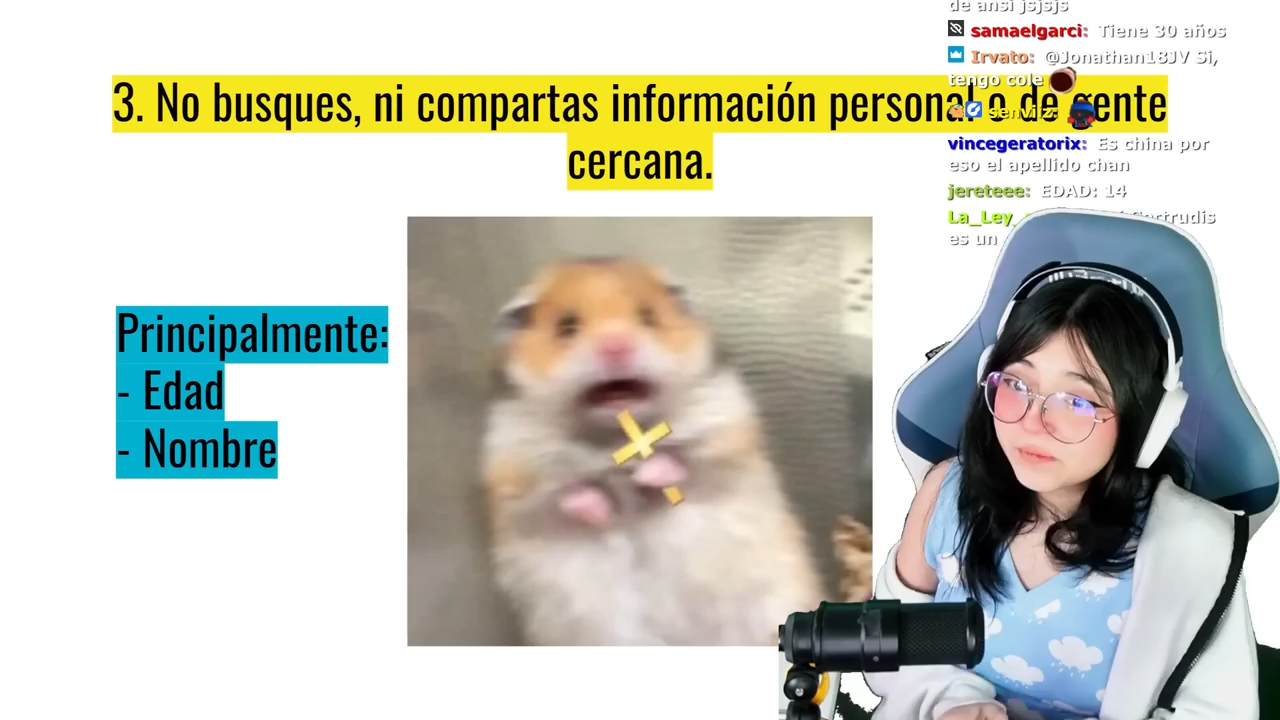 3. No busques, ni compartas información personal o de gente
cercana.
Principalmente:
- Edad
- Nombre
de ansi jsjsjs
samaelgarci: Tiene 30 años
Irvato: @Jonathan18JV Si,
tengo cole
senvizz:
vincegeratorix: Es china por
eso el apellido chan
jereteee: EDAD: 14
La_Ley_
es un